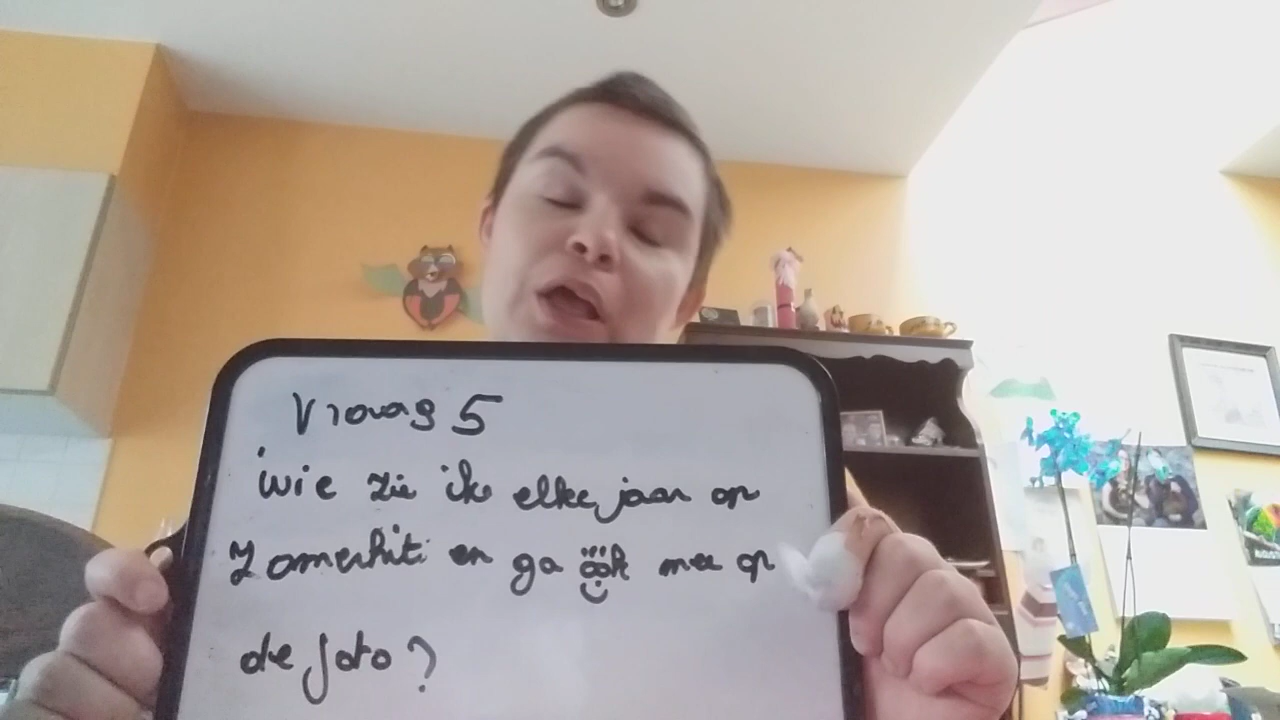 Vraag 5
wie zie ik elke jaar op
Zomerhit en ga ook mee op
de foto?